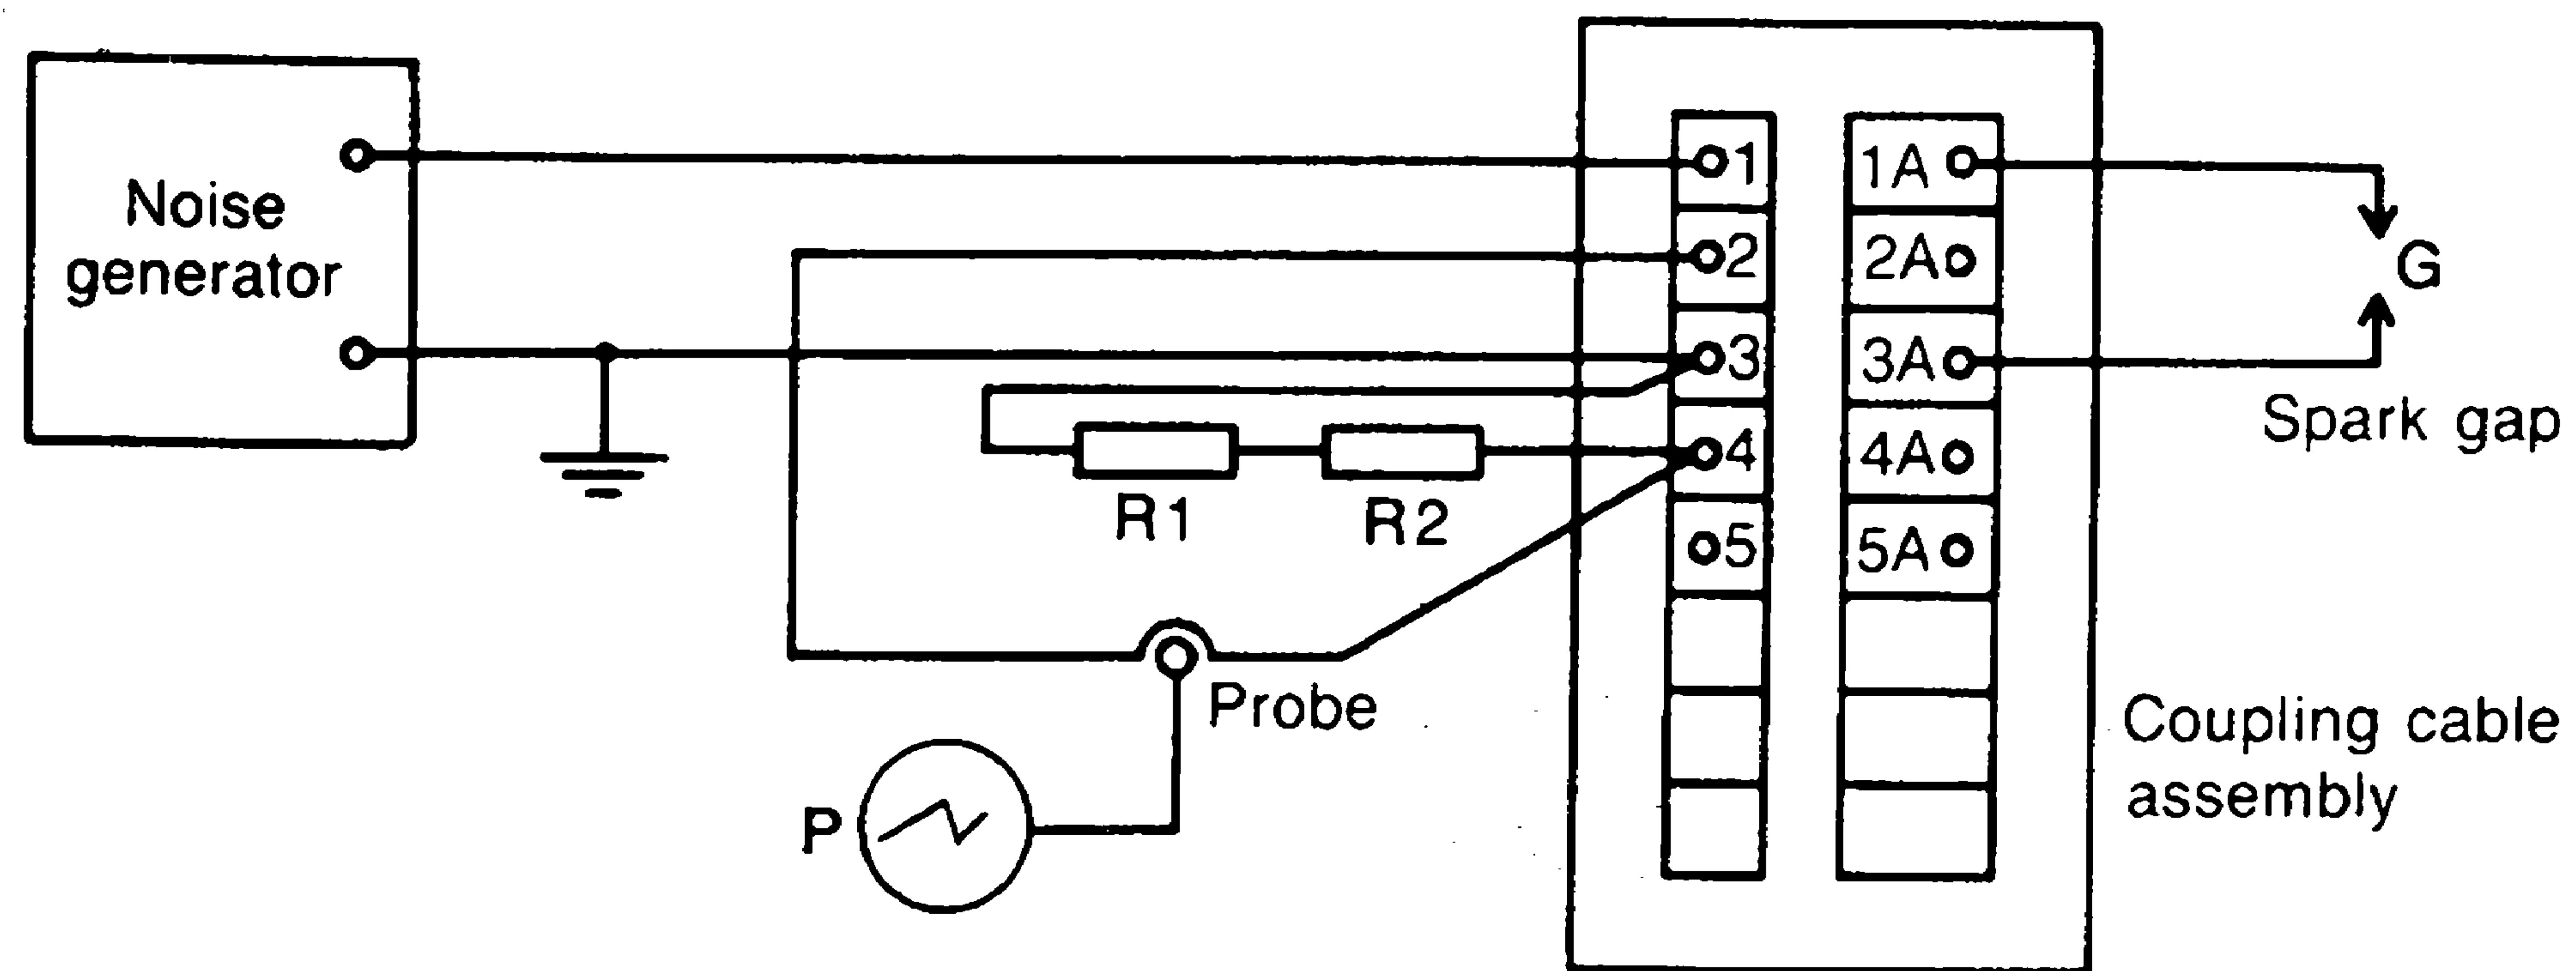 Noise
generator
1
2
3
4
5
1A
2A
3A
4A
5A
G
Spark gap
R1
R2
Probe
P
Coupling cable
assembly